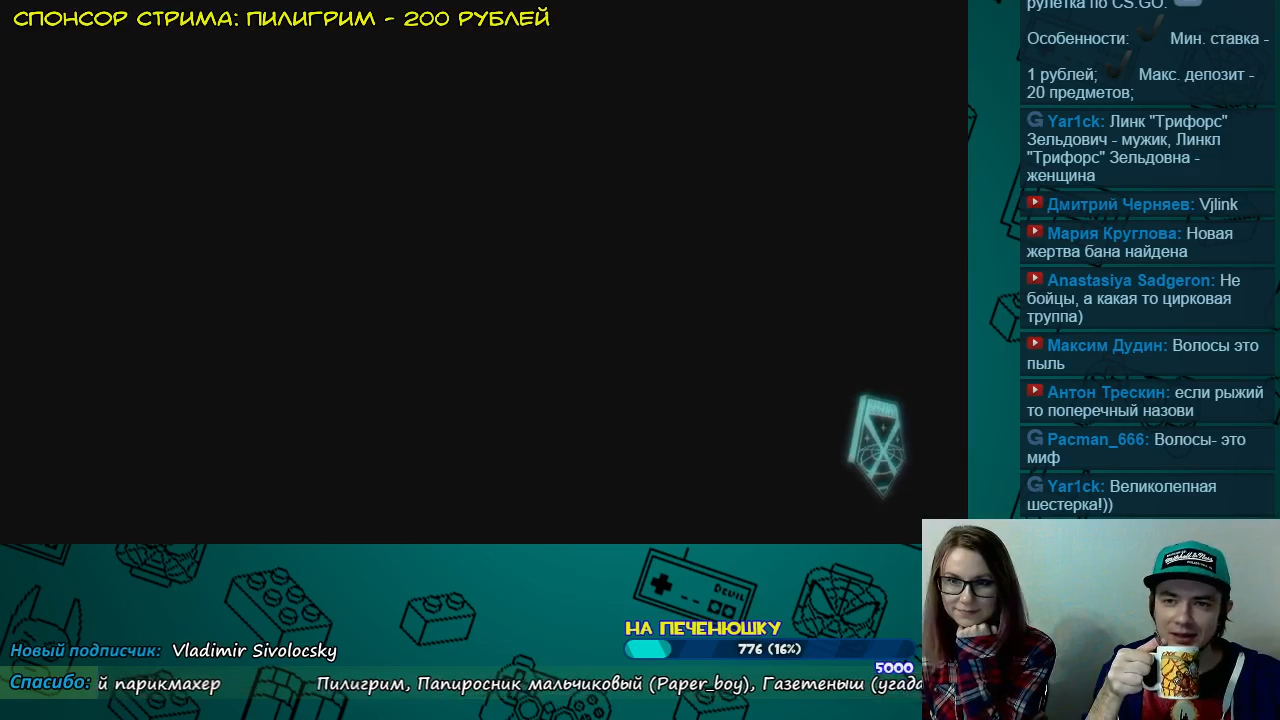 СПОНСОР СТРИМА: ПИЛИГРИМ - 200 РУБЛЕЙ
рулетка по CS:GO.
Особенности: Мин. ставка -
1 рублей; Макс. депозит -
20 предметов;
Yar1ck: Линк "Трифорс"
Зельдович - мужик, Линкл
"Трифорс" Зельдовна -
женщина
Дмитрий Черняев: Vjlink
Мария Круглова: Новая
жертва бана найдена
Anastasiya Sadgeron: Не
бойцы, а какая то цирковая
труппа)
Максим Дудин: Волосы это
пыль
Антон Трескин: если рыжий
то поперечный назови
Pacman_666: Волосы- это
миф
Yar1ck: Великолепная
шестерка!))
DEVIL
НА ПЕЧЕНЮШКУ
776 (16%)
5000
Новый подписчик: Vladimir Sivolocsky
Спасибо: й парикмахер Пилигрим, Папиросник мальчиковый (Paper_boy), Газетеныш (угада